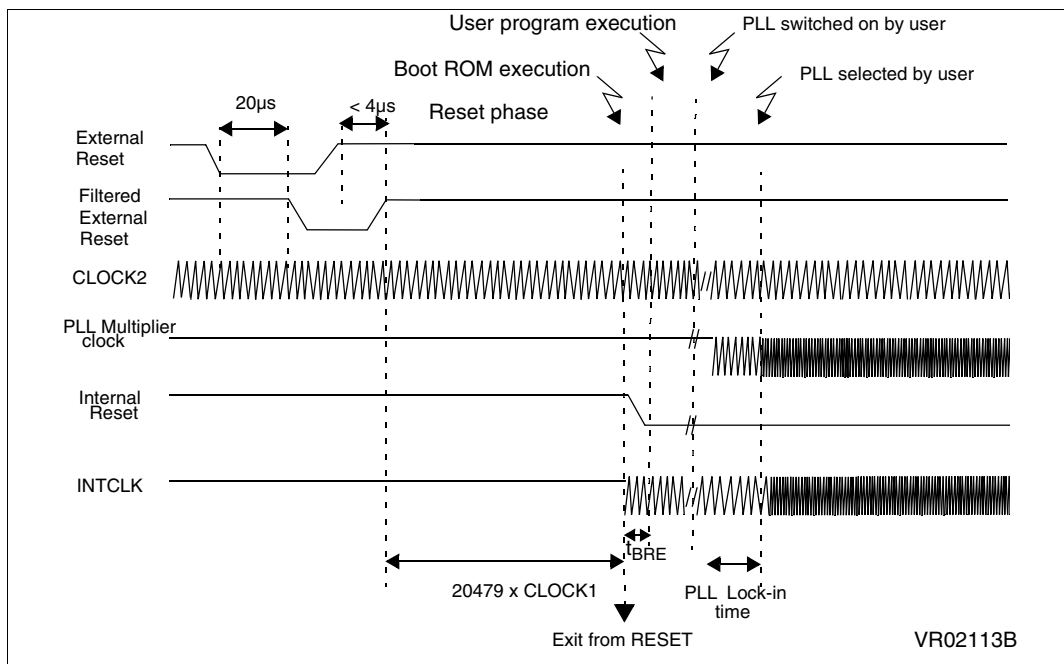 User program execution
PLL switched on by user
Boot ROM execution
PLL selected by user
20µs
< 4µs
Reset phase
External
Reset
Filtered
External
Reset
CLOCK2
PLL Multiplier
clock
Internal
Reset
INTCLK
tBRE
20479 x CLOCK1
PLL Lock-in
time
Exit from RESET
VR02113B